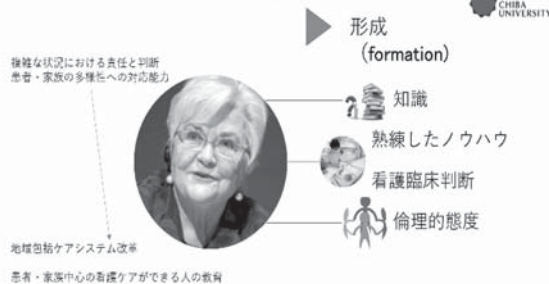 CHIBA
UNIVERSITY
形成
(formation)
複雑な状況における責任と判断
患者・家族の多様性への対応能力
知識
熟練したノウハウ
看護臨床判断
倫理的態度
地域包括ケアシステム改革
患者・家族中心の看護ケアができる人の教育